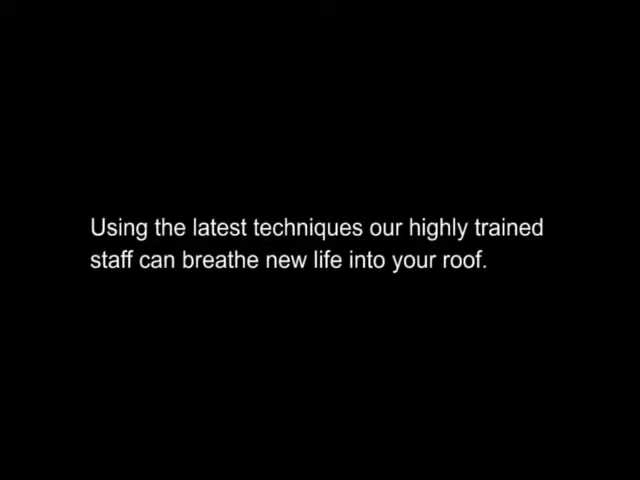 Using the latest techniques our highly trained
staff can breathe new life into your roof.